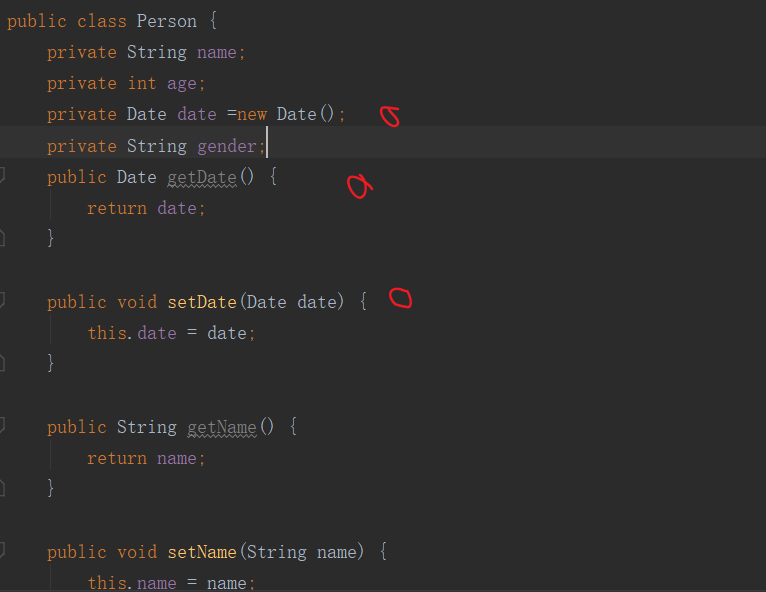 public class Person {
private String name;
private int age;
private Date date =new Date();
private String gender;
public Date getDate() {
return date;
}
public void setDate(Date date) {
this.date = date;
}
public String getName() {
return name;
}
public void setName(String name) {
this.name = name;